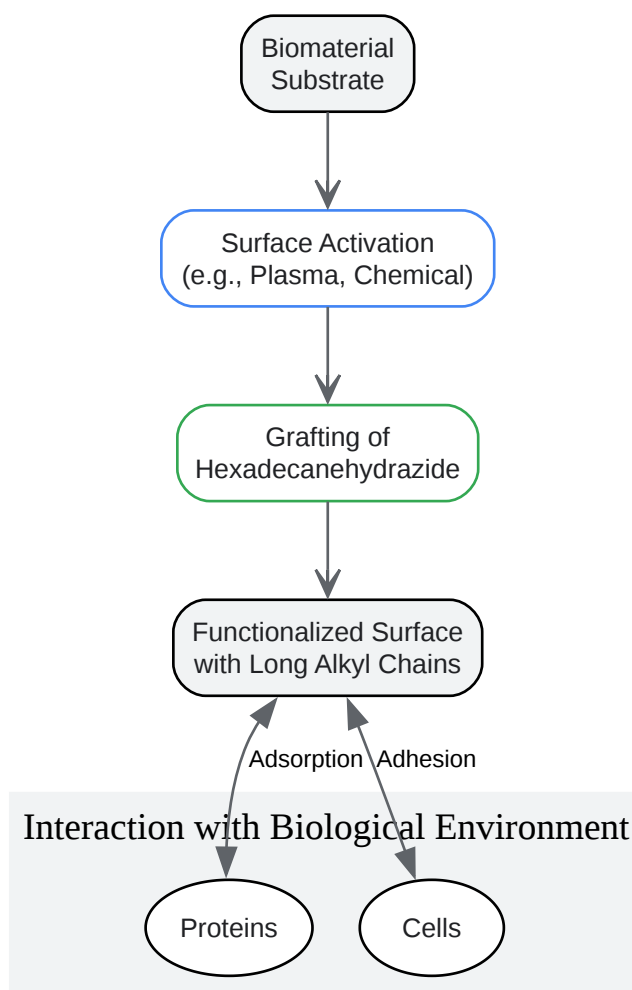 Biomaterial
Substrate
Surface Activation
(e.g., Plasma, Chemical)
Grafting of
Hexadecanehydrazide
Functionalized Surface
with Long Alkyl Chains
Adsorption
Adhesion
Interaction with Biological Environment
Proteins
Cells